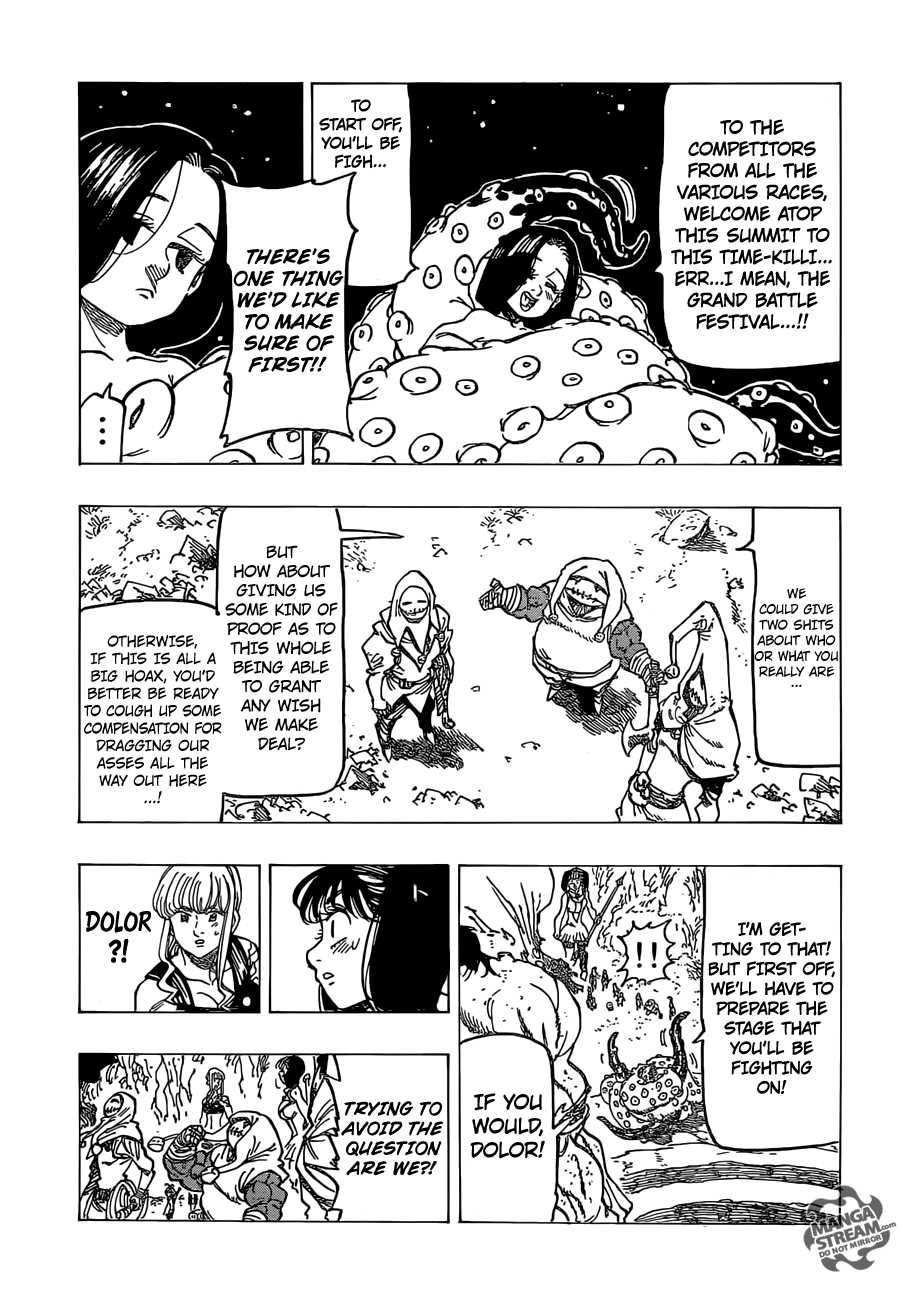 TO THE
COMPETITORS
FROM ALL THE
VARIOUS RACES,
WELCOME ATOP
THIS SUMMIT TO
THIS TIME-KILLI...
ERR...I MEAN, THE
GRAND BATTLE
FESTIVAL...!!
TO
START OFF,
YOU'LL BE
FIGH...
THERE'S
ONE THING
WE'D LIKE
TO MAKE
SURE OF
FIRST!!
...
WE
COULD GIVE
TWO SHITS
ABOUT WHO
OR WHAT YOU
REALLY ARE
...
BUT
HOW ABOUT
GIVING US
SOME KIND OF
PROOF AS TO
THIS WHOLE
BEING ABLE
TO GRANT
ANY WISH
WE MAKE
DEAL?
OTHERWISE,
IF THIS IS ALL A
BIG HOAX, YOU'D
BETTER BE READY
TO COUGH UP SOME
COMPENSATION FOR
DRAGGING OUR
ASSES ALL THE
WAY OUT HERE
...!
I'M GET-
TING TO THAT!
BUT FIRST OFF,
WE'LL HAVE TO
PREPARE THE
STAGE THAT
YOU'LL BE
FIGHTING
ON!
!!
IF YOU
WOULD,
DOLOR!
DOLOR
?!
TRYING TO
AVOID THE
QUESTION
ARE WE?!
MANGA
STREAM.com
DO NOT MIRROR